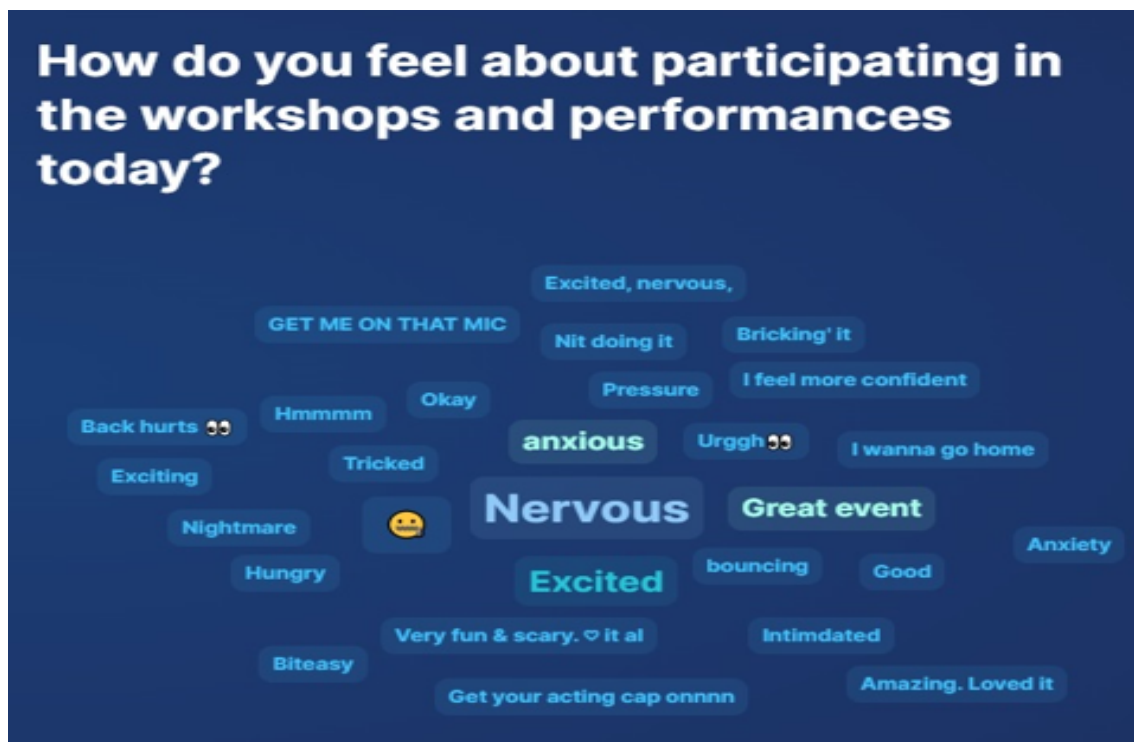 How do you feel about participating in
the workshops and performances
today?
Excited, nervous,
GET ME ON THAT MIC
Nit doing it
Bricking' it
Pressure
I feel more confident
Okay
Hmmmm
Back hurts 👀
anxious
Urggh👀
I wanna go home
Tricked
Exciting
Nervous
Great event
🤐
Nightmare
Anxiety
Hungry
Excited
bouncing
Good
Very fun & scary. ♡ it al
Intimdated
Biteasy
Get your acting cap onnnn
Amazing. Loved it